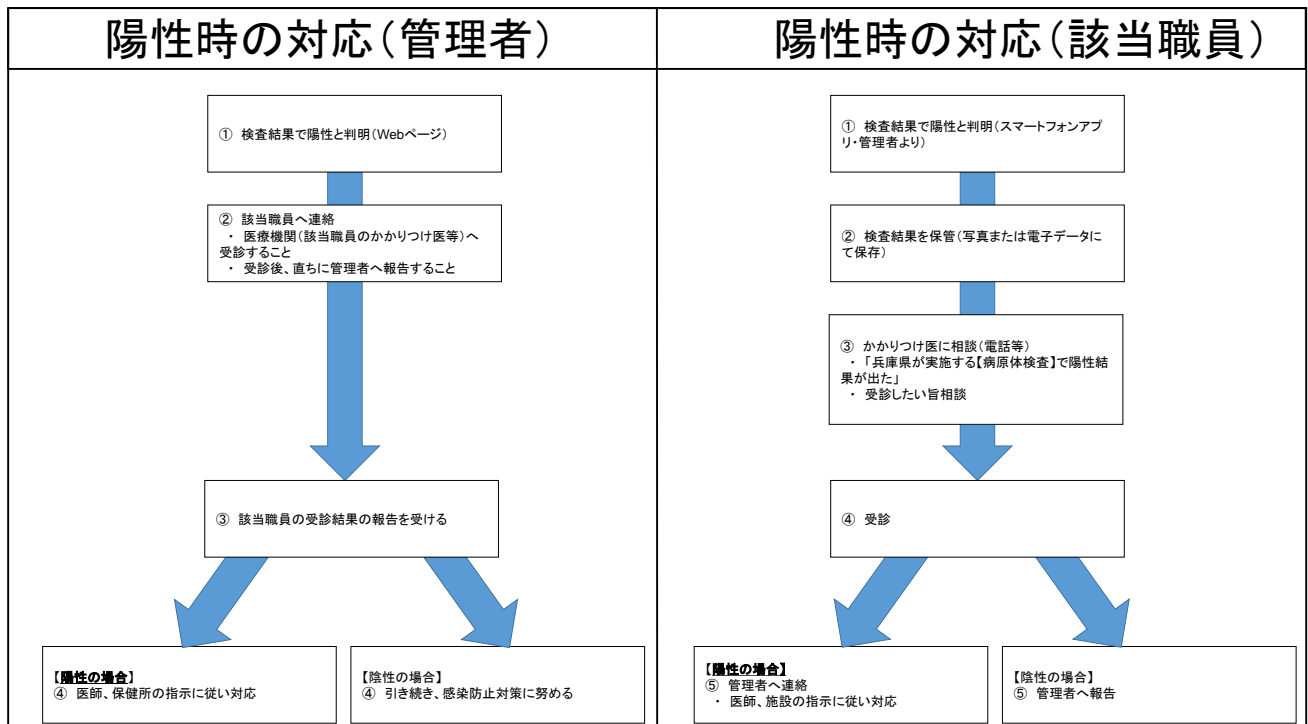 陽性時の対応（管理者）
① 検査結果で陽性と判明（Webページ）
② 該当職員へ連絡
・ 医療機関（該当職員のかかりつけ医等）へ
受診すること
・ 受診後、直ちに管理者へ報告すること
③ 該当職員の受診結果の報告を受ける
【陽性の場合】
④ 医師、保健所の指示に従い対応
【陰性の場合】
④ 引き続き、感染防止対策に努める
陽性時の対応（該当職員）
① 検査結果で陽性と判明（スマートフォンアプ
リ・管理者より）
② 検査結果を保管（写真または電子データに
て保存）
③ かかりつけ医に相談（電話等）
・ 「兵庫県が実施する【病原体検査】で陽性結
果が出た」
・ 受診したい旨相談
④ 受診
【陽性の場合】
⑤ 管理者へ連絡
・ 医師、施設の指示に従い対応
【陰性の場合】
⑤ 管理者へ報告